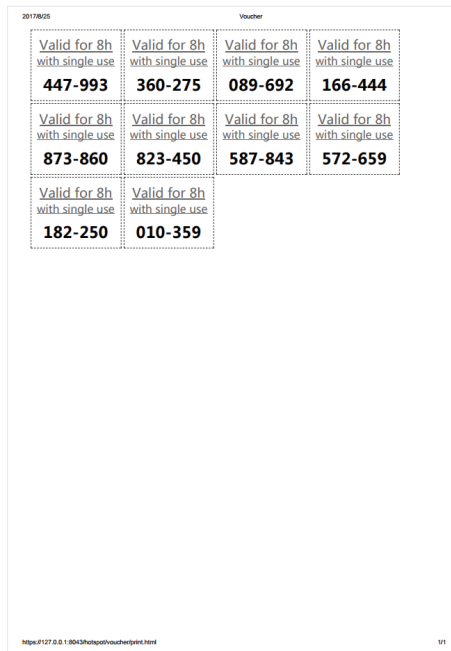 2017/8/25 Voucher
Valid for 8h Valid for 8h Valid for 8h Valid for 8h
with single use with single use with single use with single use
447-993 360-275 089-692 166-444
Valid for 8h Valid for 8h Valid for 8h Valid for 8h
with single use with single use with single use with single use
873-860 823-450 587-843 572-659
Valid for 8h Valid for 8h
with single use with single use
182-250 010-359
https://127.0.0.1:8043/hotspot/voucher/print.html 1/1